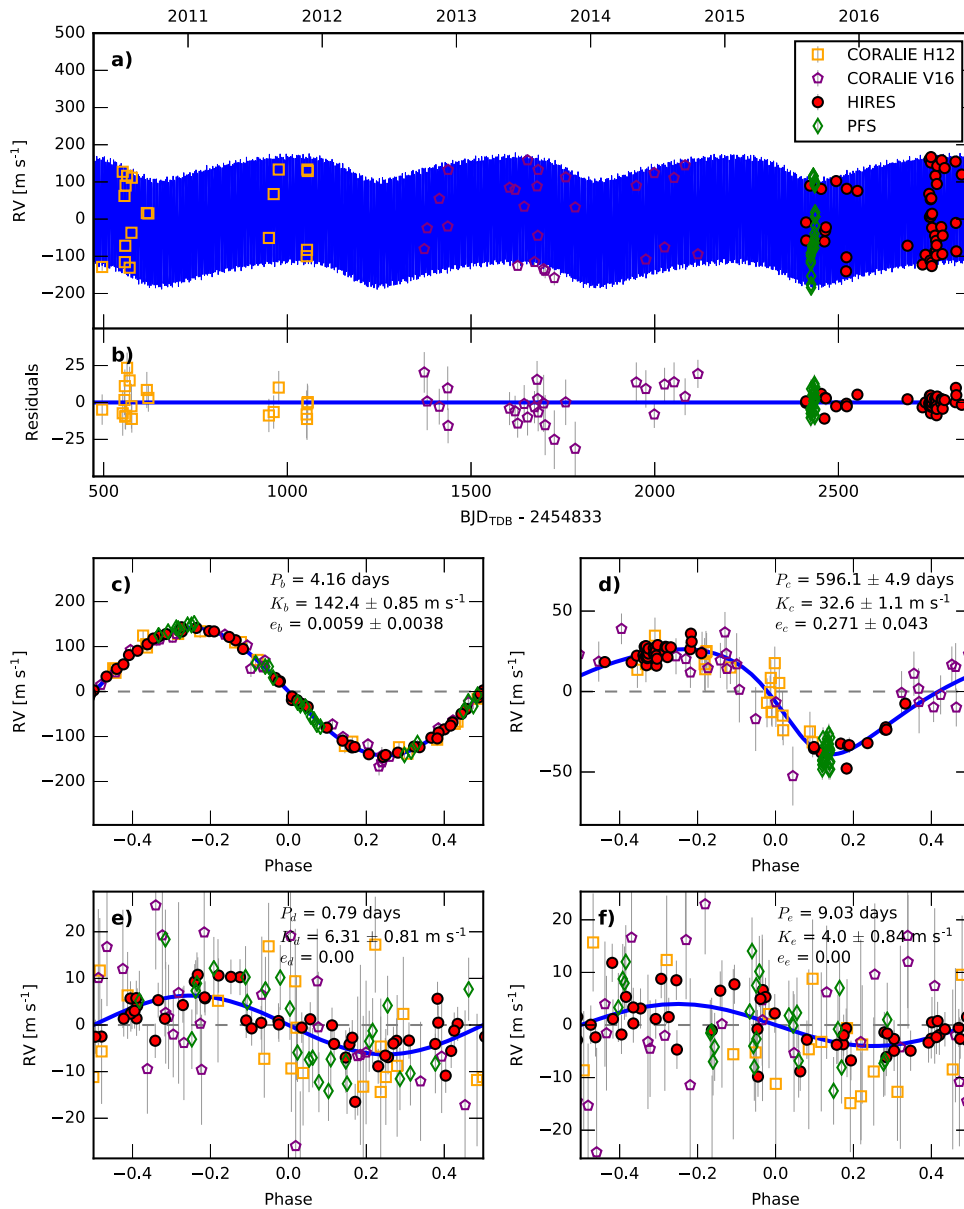 2011 2012 2013 2014 2015 2016
a)
500
400
300
200
100
0
−100
−200
RV [m s⁻¹]
CORALIE H12
CORALIE V16
HIRES
PFS
b)
25
0
−25
Residuals
500 1000 1500 2000 2500
BJD_TDB - 2454833
c)
P_b = 4.16 days
K_b = 142.4 ± 0.85 m s⁻¹
e_b = 0.0059 ± 0.0038
200
100
0
−100
−200
RV [m s⁻¹]
−0.4 −0.2 0.0 0.2 0.4
Phase
d)
P_c = 596.1 ± 4.9 days
K_c = 32.6 ± 1.1 m s⁻¹
e_c = 0.271 ± 0.043
50
0
−50
RV [m s⁻¹]
−0.4 −0.2 0.0 0.2 0.4
Phase
e)
P_d = 0.79 days
K_d = 6.31 ± 0.81 m s⁻¹
e_d = 0.00
20
10
0
−10
−20
RV [m s⁻¹]
−0.4 −0.2 0.0 0.2 0.4
Phase
f)
P_e = 9.03 days
K_e = 4.0 ± 0.84 m s⁻¹
e_e = 0.00
20
10
0
−10
−20
RV [m s⁻¹]
−0.4 −0.2 0.0 0.2 0.4
Phase